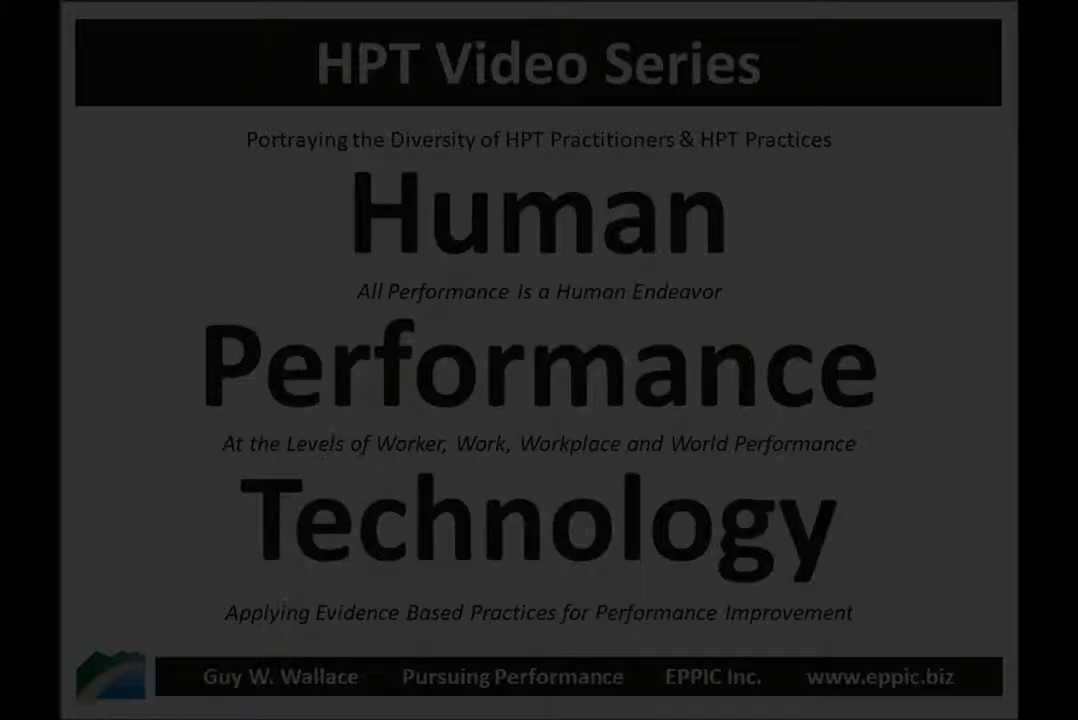 HPT Video Series
Portraying the Diversity of HPT Practitioners & HPT Practices
Human
All Performance Is a Human Endeavor
Performance
At the Levels of Worker, Work, Workplace and World Performance
Technology
Applying Evidence Based Practices for Performance Improvement
Guy W. Wallace Pursuing Performance EPPIC Inc. www.eppic.biz